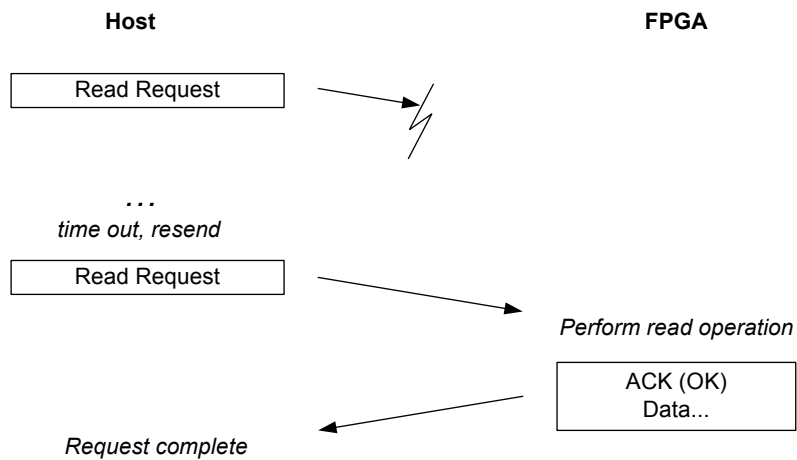 Host
FPGA
Read Request
...
time out, resend
Read Request
Perform read operation
ACK (OK)
Data...
Request complete